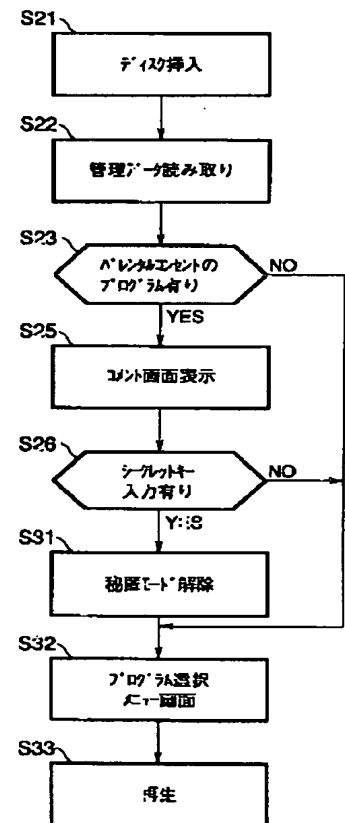 S21
ディスク挿入
S22
管理データ読み取り
S23
パレンタルコンセントの
プログラム有り
NO
YES
S25
コメント画面表示
S26
シークレットキー
入力有り
NO
YES
S31
秘匿モード解除
S32
プログラム選択
メニュー画面
S33
再生